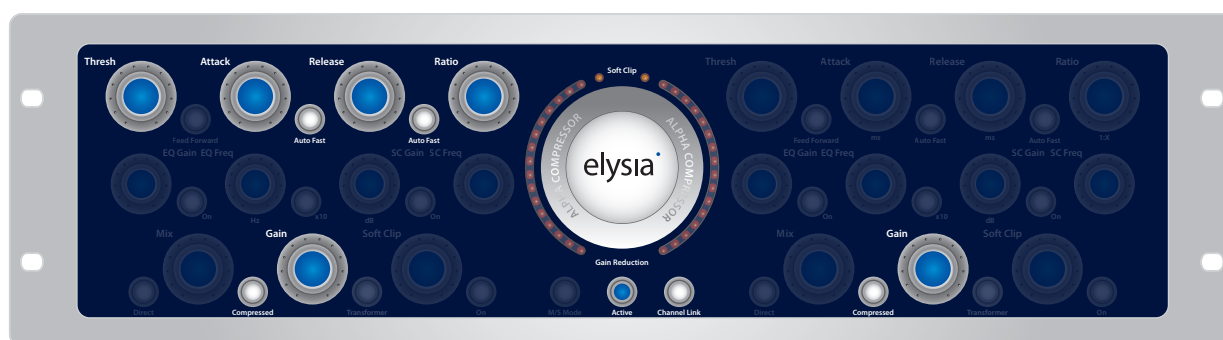 Thresh Attack Release Ratio Soft Clip Thresh Attack Release Ratio
Feed Forward Auto Fast Auto Fast Feed Forward ms Auto Fast ms Auto Fast 1:X
ALPHA COMPRESSOR elysia ALPHA COMPRESSOR
EQ Gain EQ Freq SC Gain SC Freq EQ Gain EQ Freq SC Gain SC Freq
On Hz x10 dB On On x10 dB On
Mix Gain Soft Clip Gain Reduction Mix Gain Soft Clip
Direct Compressed Transformer On M/S Mode Active Channel Link Direct Compressed Transformer On